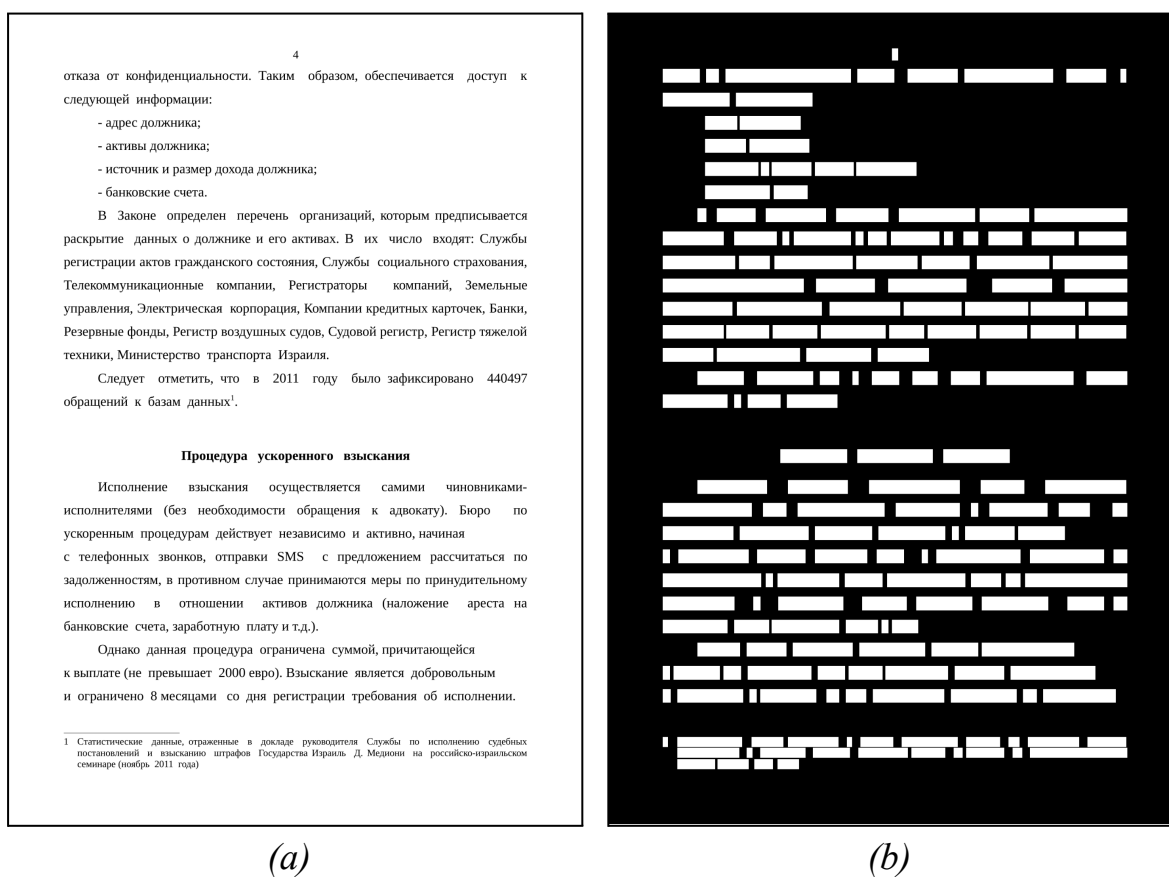 4
отказа от конфиденциальности. Таким образом, обеспечивается доступ к
следующей информации:
- адрес должника;
- активы должника;
- источник и размер дохода должника;
- банковские счета.
В Законе определен перечень организаций, которым предписывается
раскрытие данных о должнике и его активах. В их число входят: Службы
регистрации актов гражданского состояния, Службы социального страхования,
Телекоммуникационные компании, Регистраторы компаний, Земельные
управления, Электрическая корпорация, Компании кредитных карточек, Банки,
Резервные фонды, Регистр воздушных судов, Судовой регистр, Регистр тяжелой
техники, Министерство транспорта Израиля.
Следует отметить, что в 2011 году было зафиксировано 440497
обращений к базам данных1.
Процедура ускоренного взыскания
Исполнение взыскания осуществляется самими чиновниками-
исполнителями (без необходимости обращения к адвокату). Бюро по
ускоренным процедурам действует независимо и активно, начиная
с телефонных звонков, отправки SMS с предложением рассчитаться по
задолженностям, в противном случае принимаются меры по принудительному
исполнению в отношении активов должника (наложение ареста на
банковские счета, заработную плату и т.д.).
Однако данная процедура ограничена суммой, причитающейся
к выплате (не превышает 2000 евро). Взыскание является добровольным
и ограничено 8 месяцами со дня регистрации требования об исполнении.
1 Статистические данные, отраженные в докладе руководителя Службы по исполнению судебных
постановлений и взысканию штрафов Государства Израиль Д. Медиони на российско-израильском
семинаре (ноябрь 2011 года)
(a)
(b)